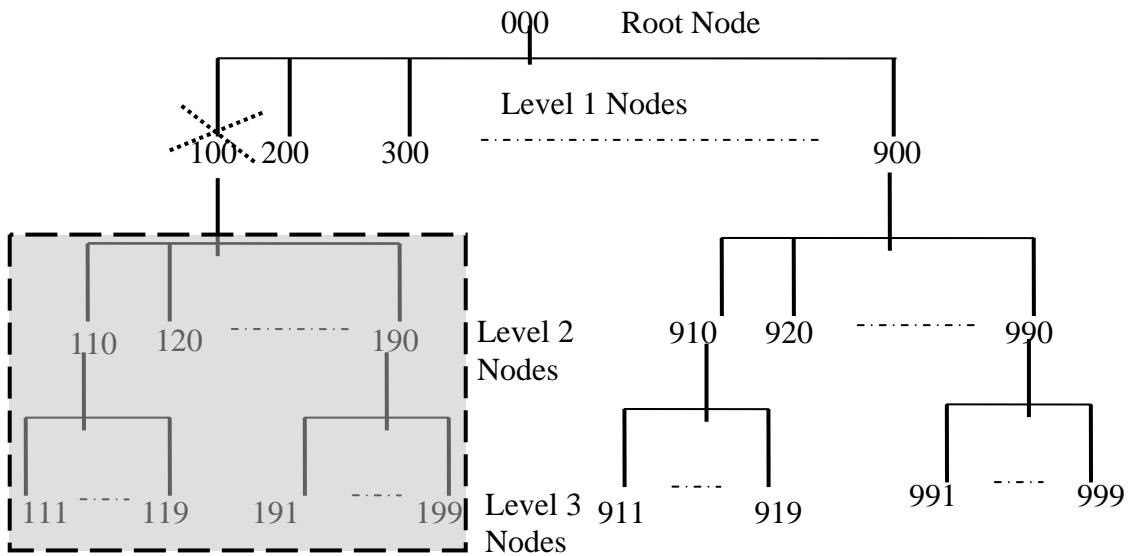 000 Root Node
Level 1 Nodes
100 200 300 900
110 120 190 Level 2 910 920 990
Nodes
111 119 191 199 Level 3 911 919 991 999
Nodes